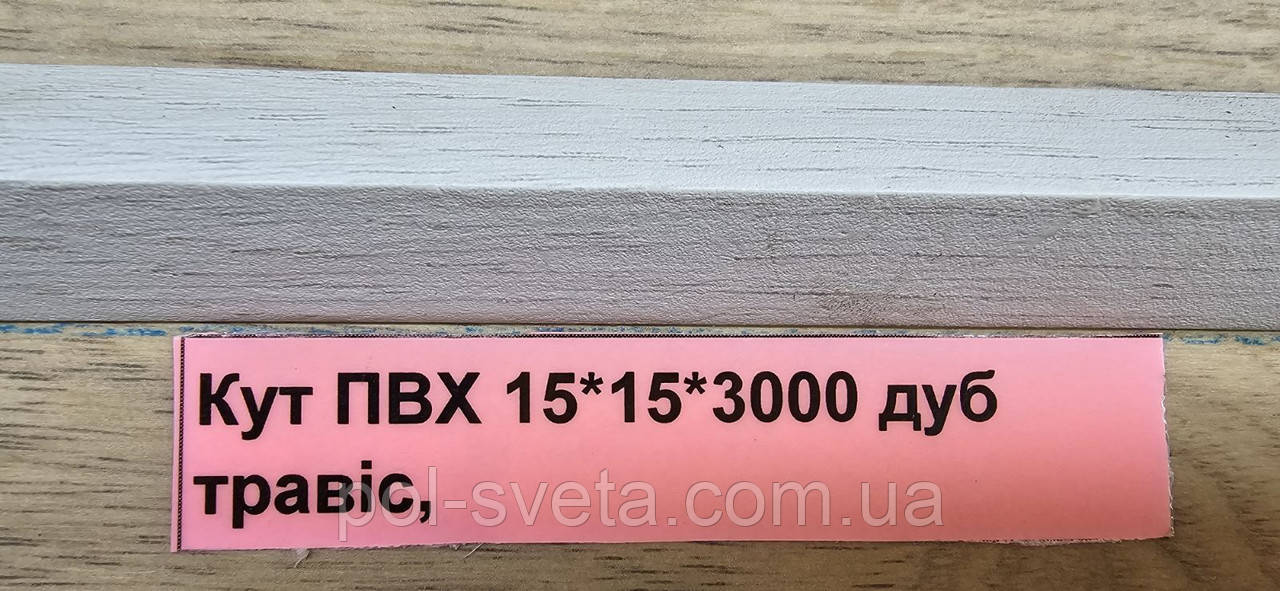 Кут ПВХ 15*15*3000 дуб
травіс,
pol-sveta.com.ua